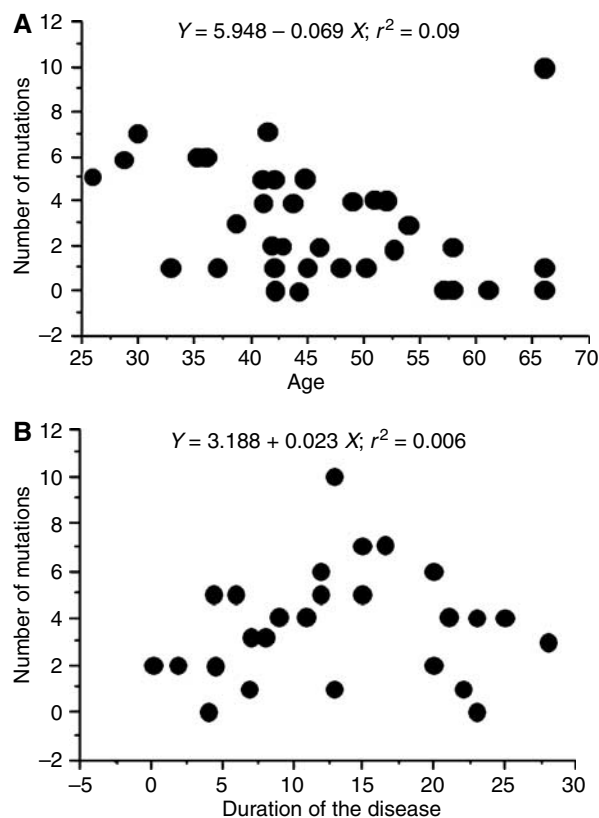 A
Y = 5.948 – 0.069 X; r² = 0.09
Number of mutations
12
10
8
6
4
2
0
–2
25 30 35 40 45 50 55 60 65 70
Age
B
Y = 3.188 + 0.023 X; r² = 0.006
Number of mutations
12
10
8
6
4
2
0
–2
–5 0 5 10 15 20 25 30
Duration of the disease